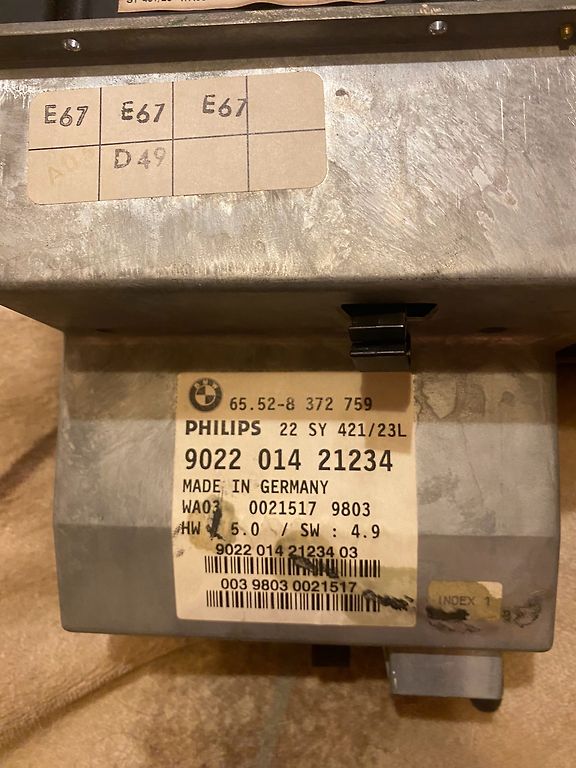 E67 E67 E67
D49
BMW
65.52-8 372 759
PHILIPS 22 SY 421/23L
9022 014 21234
MADE IN GERMANY
WA03 0021517 9803
HW : 5.0 / SW : 4.9
9022 014 21234 03
003 9803 0021517
INDEX 1